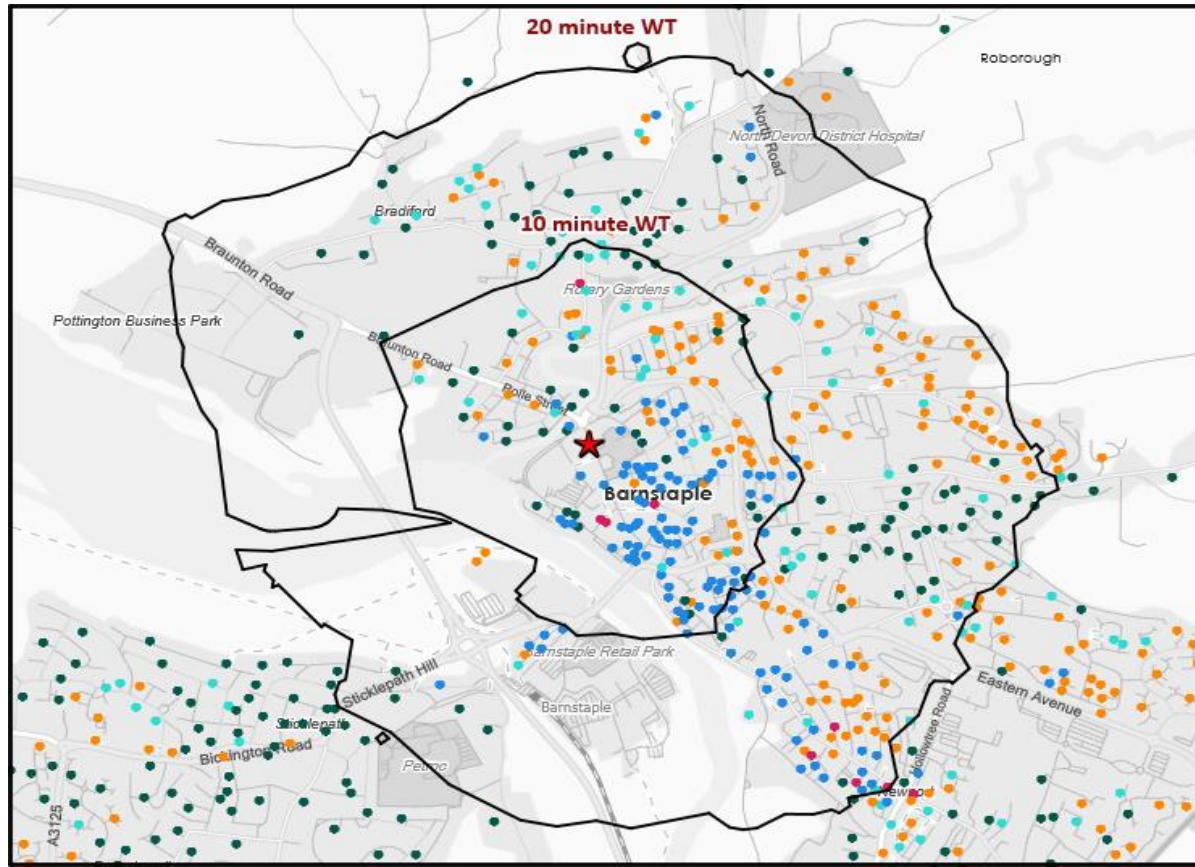 20 minute WT
Roborough
North Road
North Devon District Hospital
Bradiford
10 minute WT
Braunton Road
Rotary Gardens
Pottington Business Park
Braunton Road
Rolle Street
Barnstaple
Barnstaple Retail Park
Sticklepath Hill
Eastern Avenue
Barnstaple
Sticklepath
Bickington Road
Hollowtree Road
Petroc
Newport
A3125